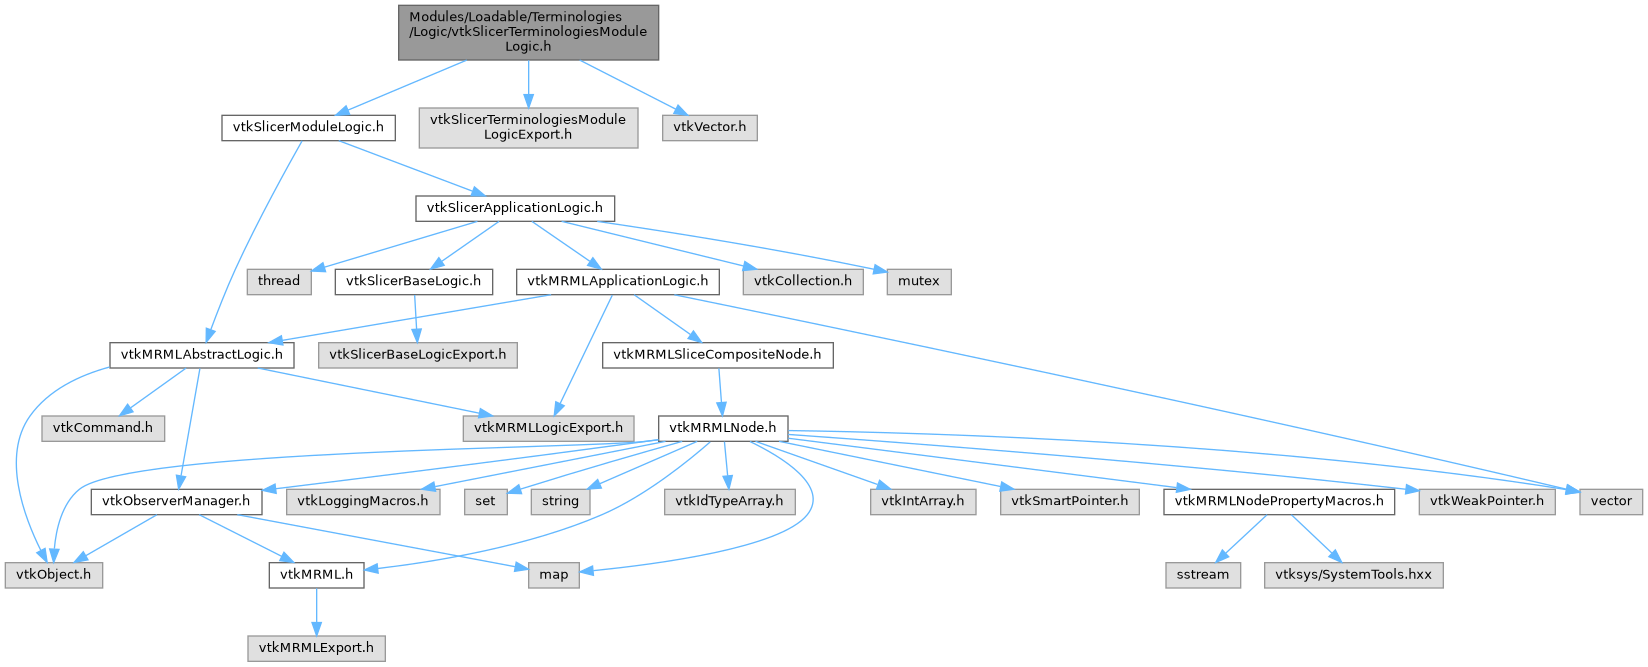 Modules/Loadable/Terminologies
/Logic/vtkSlicerTerminologiesModule
Logic.h
vtkSlicerModuleLogic.h
vtkSlicerTerminologiesModule
LogicExport.h
vtkVector.h
vtkSlicerApplicationLogic.h
thread
vtkSlicerBaseLogic.h
vtkMRMLApplicationLogic.h
vtkCollection.h
mutex
vtkMRMLAbstractLogic.h
vtkSlicerBaseLogicExport.h
vtkMRMLSliceCompositeNode.h
vtkCommand.h
vtkMRMLLogicExport.h
vtkMRMLNode.h
vtkObserverManager.h
vtkLoggingMacros.h
set
string
vtkIdTypeArray.h
vtkIntArray.h
vtkSmartPointer.h
vtkMRMLNodePropertyMacros.h
vtkWeakPointer.h
vector
vtkObject.h
vtkMRML.h
map
sstream
vtksys/SystemTools.hxx
vtkMRMLExport.h